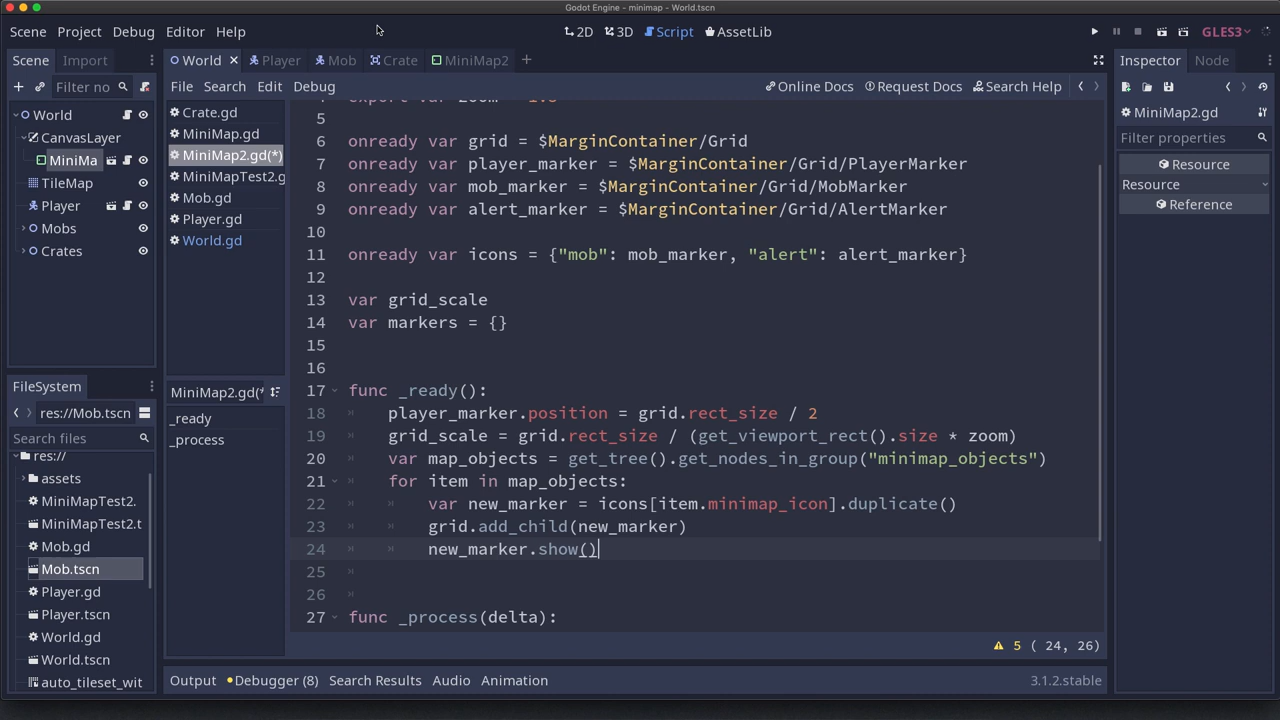 Godot Engine - minimap - World.tscn
Scene Project Debug Editor Help
2D 3D Script AssetLib
GLES3
Scene Import
World Player Mob Crate MiniMap2
Inspector Node
Filter no
File Search Edit Debug
Online Docs Request Docs Search Help
World
CanvasLayer
MiniMa
TileMap
Player
Mobs
Crates
Crate.gd
MiniMap.gd
MiniMap2.gd(*)
MiniMapTest2.g
Mob.gd
Player.gd
World.gd
MiniMap2.gd(*
_ready
_process
5
6 onready var grid = $MarginContainer/Grid
7 onready var player_marker = $MarginContainer/Grid/PlayerMarker
8 onready var mob_marker = $MarginContainer/Grid/MobMarker
9 onready var alert_marker = $MarginContainer/Grid/AlertMarker
10
11 onready var icons = {"mob": mob_marker, "alert": alert_marker}
12
13 var grid_scale
14 var markers = {}
15
16
17 func _ready():
18 player_marker.position = grid.rect_size / 2
19 grid_scale = grid.rect_size / (get_viewport_rect().size * zoom)
20 var map_objects = get_tree().get_nodes_in_group("minimap_objects")
21 for item in map_objects:
22 var new_marker = icons[item.minimap_icon].duplicate()
23 grid.add_child(new_marker)
24 new_marker.show()
25
26
27 func _process(delta):
5 ( 24, 26)
FileSystem
res://Mob.tscn
Search files
res://
assets
MiniMapTest2.
MiniMapTest2.t
Mob.gd
Mob.tscn
Player.gd
Player.tscn
World.gd
World.tscn
auto_tileset_wit
Output Debugger (8) Search Results Audio Animation
3.1.2.stable
MiniMap2.gd
Filter properties
Resource
Resource
Reference